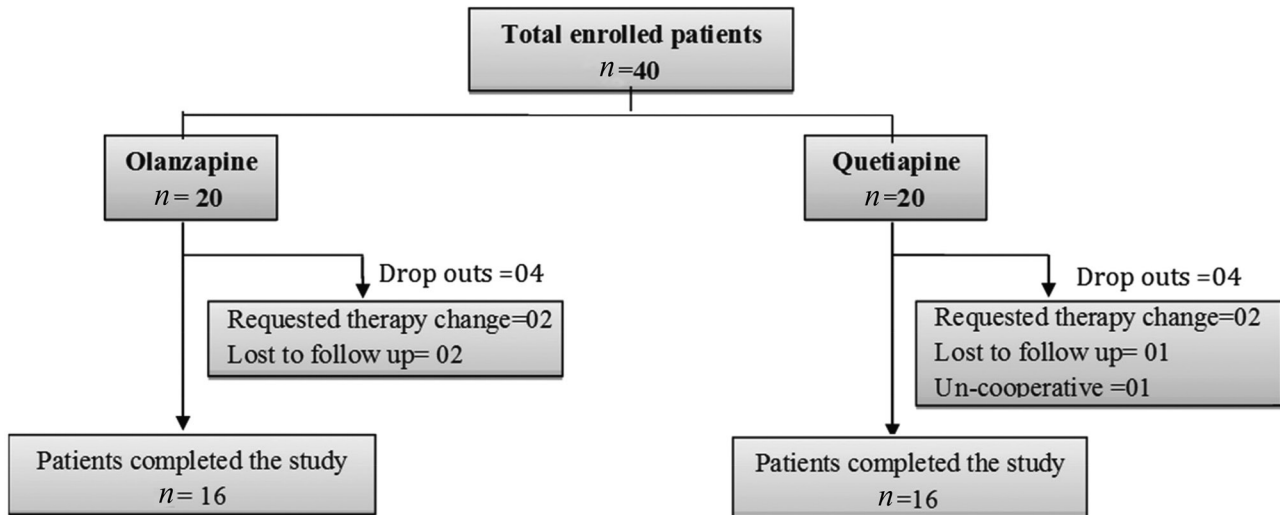 Total enrolled patients
n=40
Olanzapine
n= 20
Quetiapine
n=20
Drop outs =04
Requested therapy change=02
Lost to follow up= 02
Drop outs =04
Requested therapy change=02
Lost to follow up= 01
Un-cooperative =01
Patients completed the study
n= 16
Patients completed the study
n=16